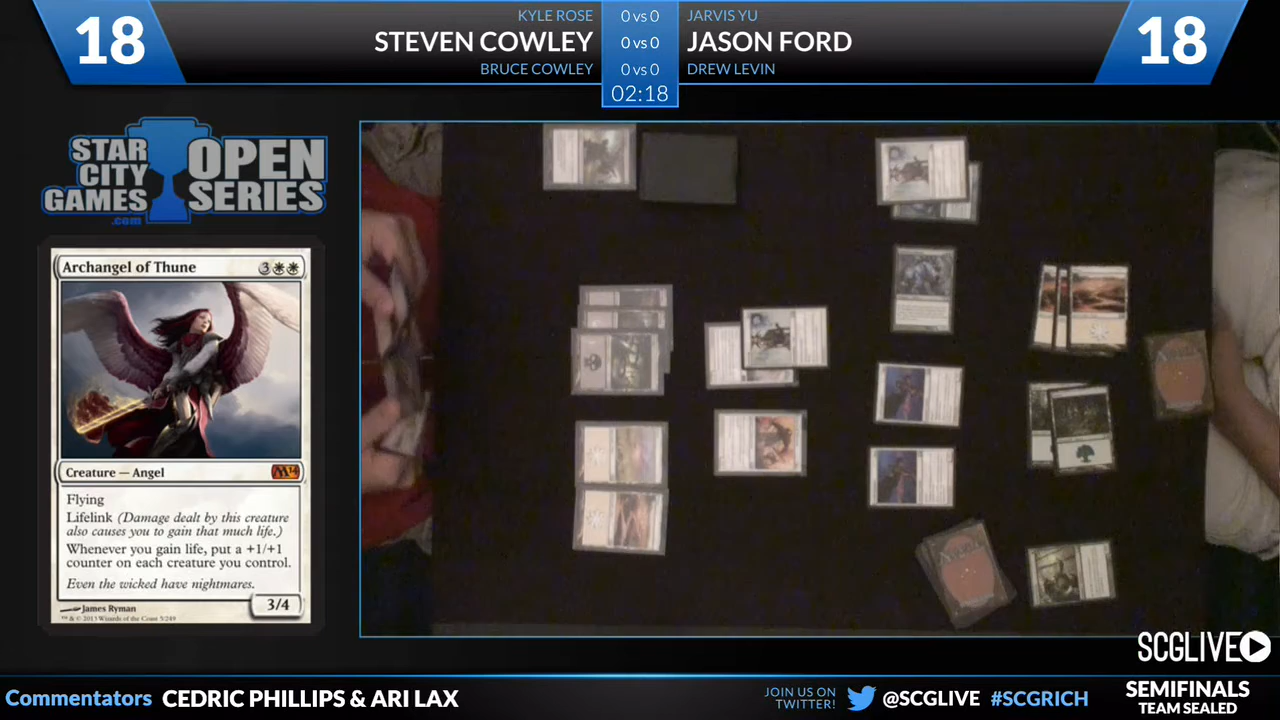 18
KYLE ROSE
0 vs 0
JARVIS YU
STEVEN COWLEY
0 vs 0
JASON FORD
BRUCE COWLEY
0 vs 0
DREW LEVIN
02:18
18
STAR CITY GAMES.com
OPEN SERIES
Archangel of Thune
3
Creature — Angel
M14
Flying
Lifelink (Damage dealt by this creature
also causes you to gain that much life.)
Whenever you gain life, put a +1/+1
counter on each creature you control.
Even the wicked have nightmares.
James Ryman
3/4
SCGLIVE
Commentators CEDRIC PHILLIPS & ARI LAX
JOIN US ON
TWITTER!
@SCGLIVE #SCGRICH
SEMIFINALS
TEAM SEALED